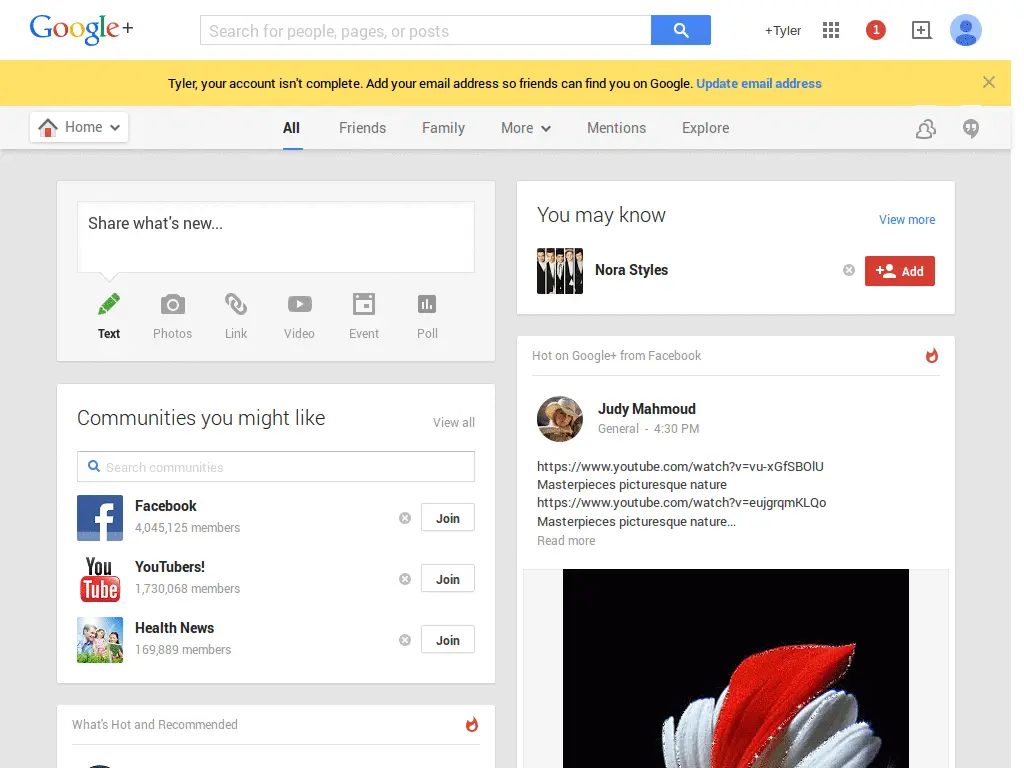 Google+
Search for people, pages, or posts
+Tyler
1
Tyler, your account isn't complete. Add your email address so friends can find you on Google. Update email address
Home
All
Friends
Family
More
Mentions
Explore
Share what's new...
Text
Photos
Link
Video
Event
Poll
Communities you might like
View all
Search communities
Facebook
4,045,125 members
Join
You
Tube
YouTubers!
1,730,068 members
Join
Health News
169,889 members
Join
What's Hot and Recommended
You may know
View more
Nora Styles
Add
Hot on Google+ from Facebook
Judy Mahmoud
General - 4:30 PM
https://www.youtube.com/watch?v=vu-xGfSBOlU
Masterpieces picturesque nature
https://www.youtube.com/watch?v=eujgrqmKLQo
Masterpieces picturesque nature...
Read more